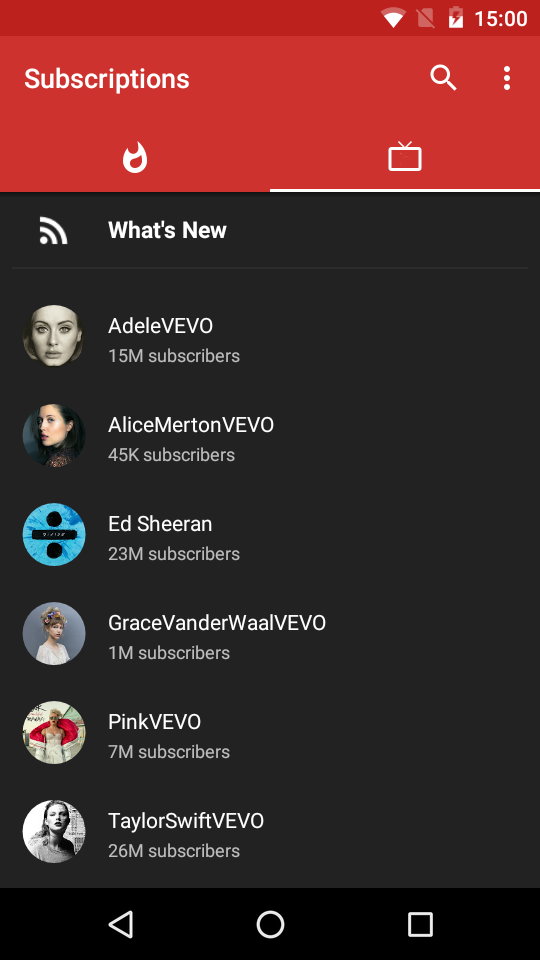 15:00
Subscriptions
What's New
AdeleVEVO
15M subscribers
AliceMertonVEVO
45K subscribers
Ed Sheeran
23M subscribers
GraceVanderWaalVEVO
1M subscribers
PinkVEVO
7M subscribers
TaylorSwiftVEVO
26M subscribers